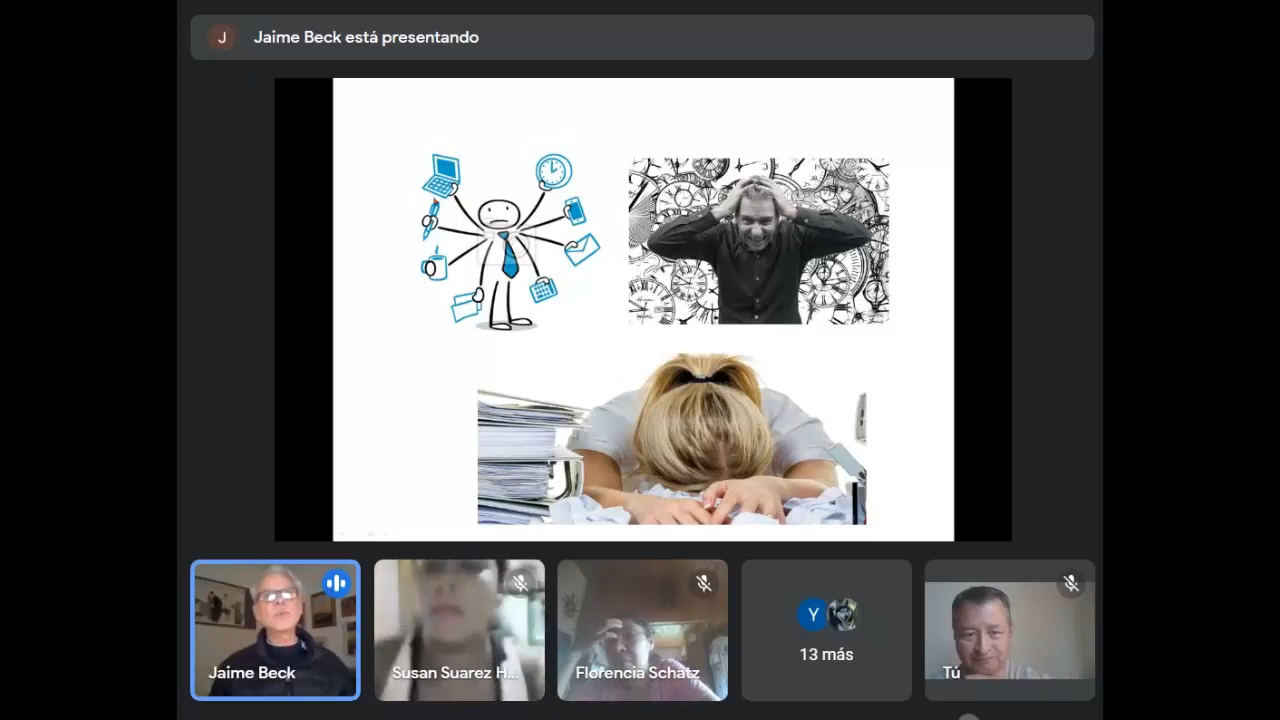 J
Jaime Beck está presentando
Jaime Beck
Susan Suarez H...
Florencia Schatz
Y
13 más
Tú